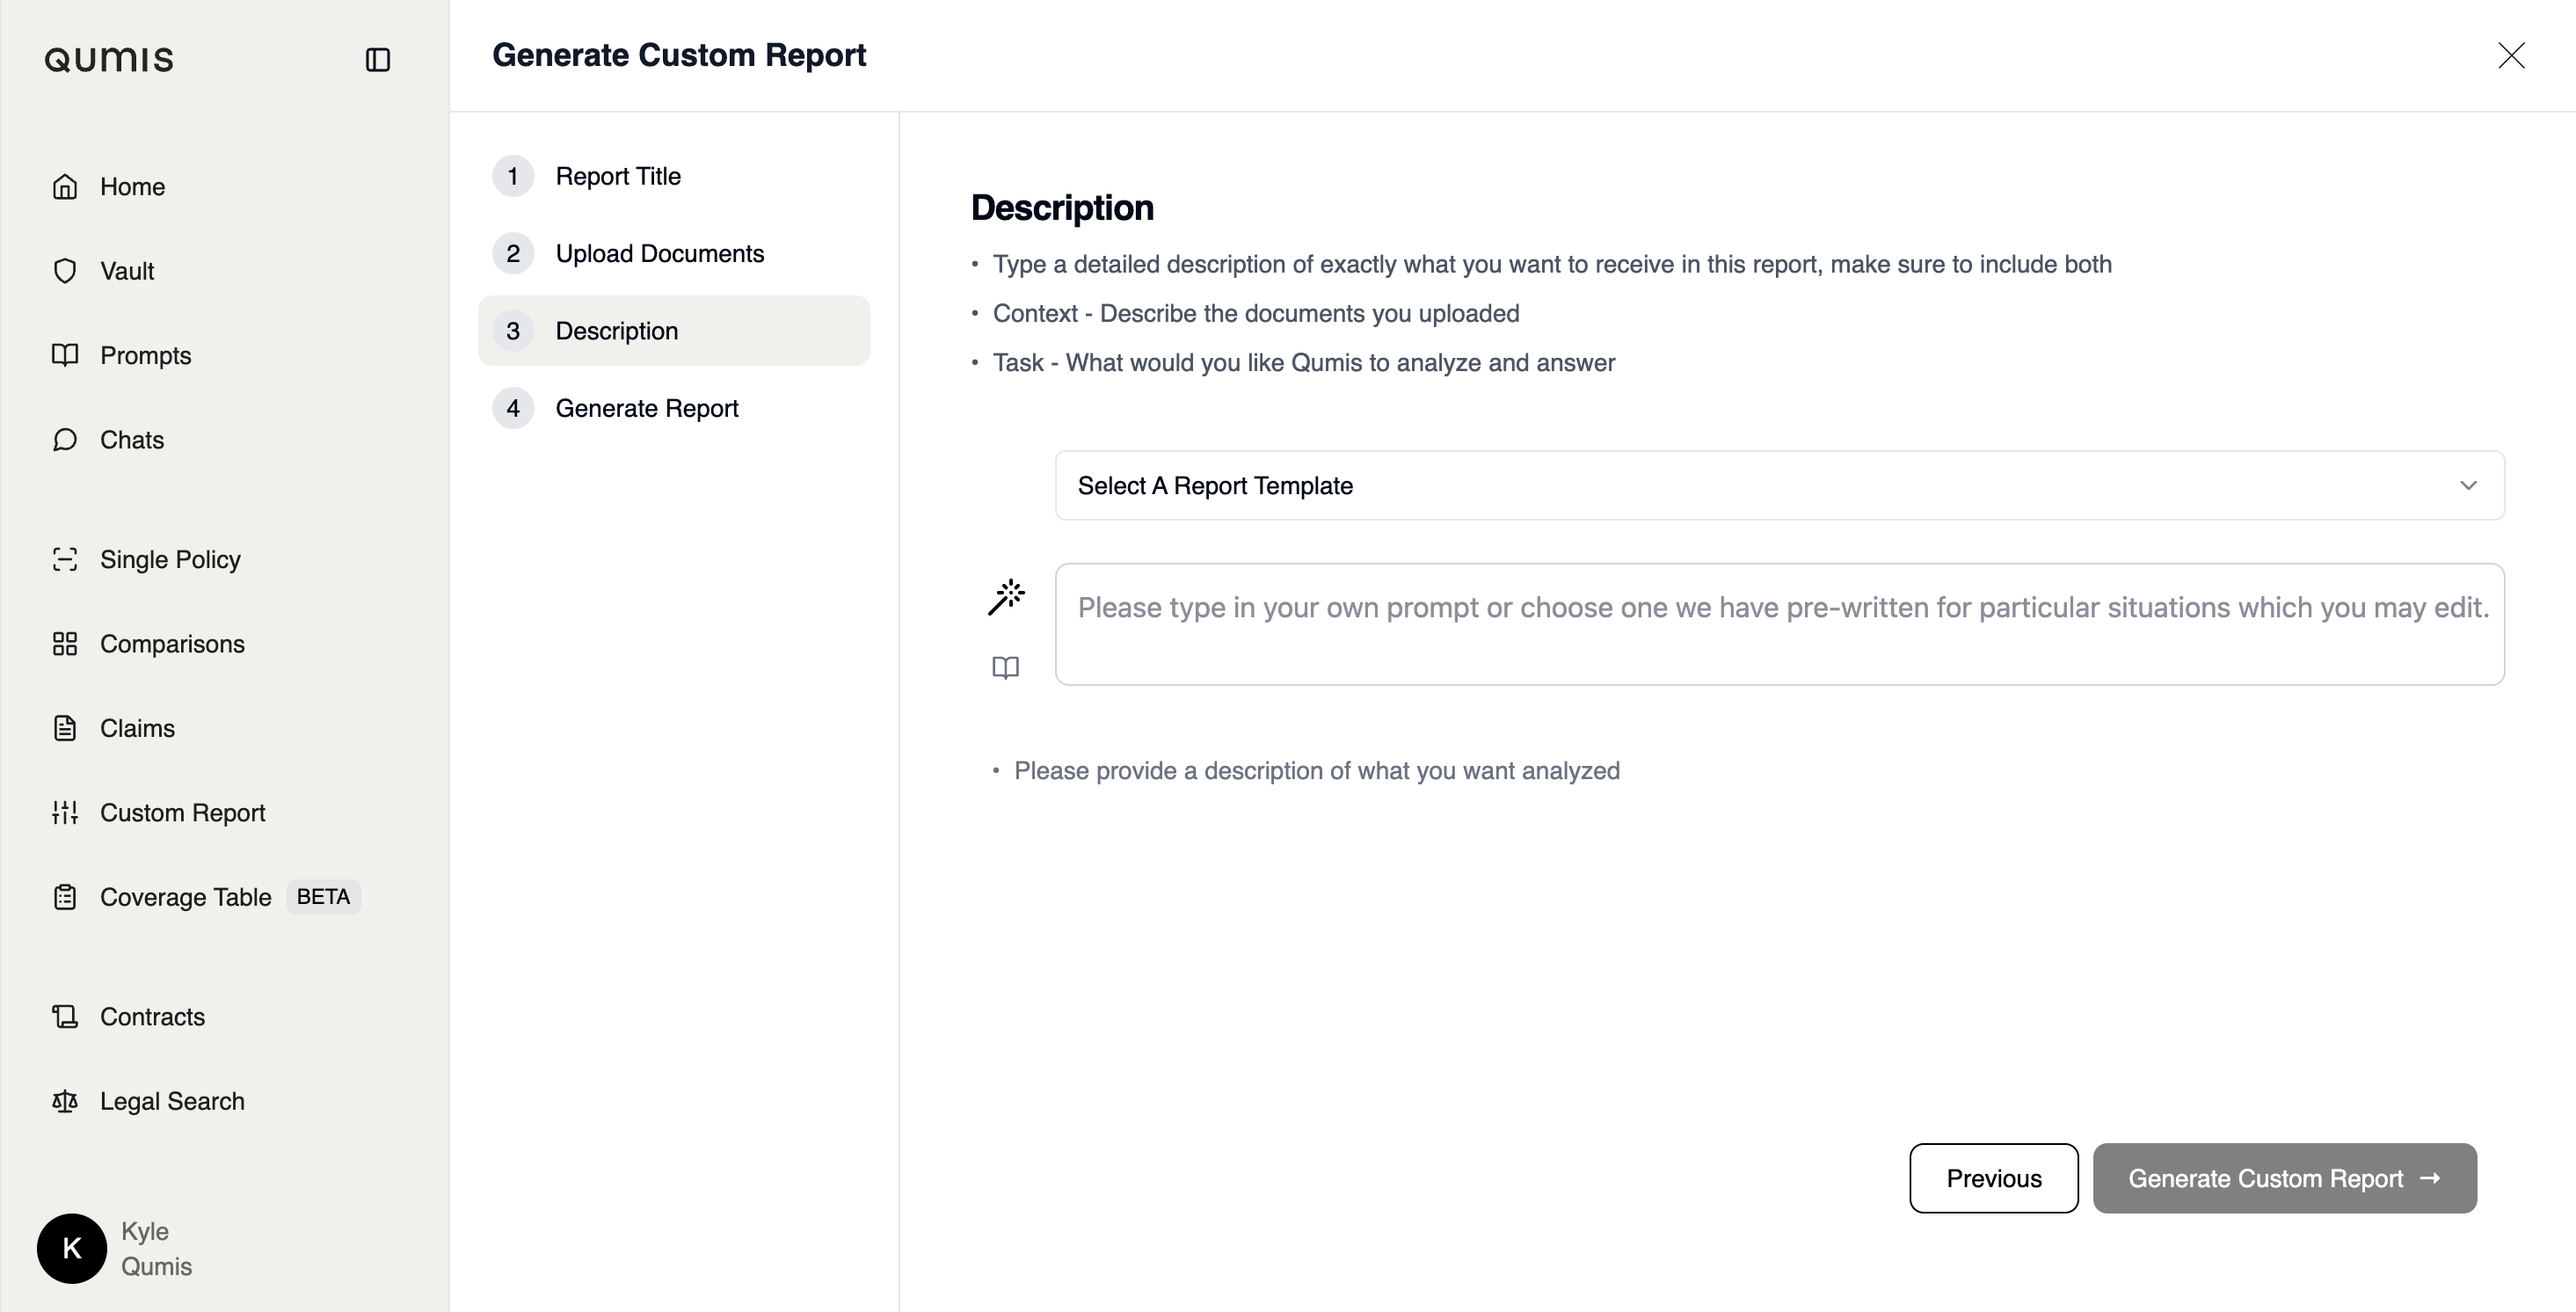 Qumis
Home
Vault
Prompts
Chats
Single Policy
Comparisons
Claims
Custom Report
Coverage Table BETA
Contracts
Legal Search
K
Kyle
Qumis
Generate Custom Report
1 Report Title
2 Upload Documents
3 Description
4 Generate Report
Description
• Type a detailed description of exactly what you want to receive in this report, make sure to include both
• Context - Describe the documents you uploaded
• Task - What would you like Qumis to analyze and answer
Select A Report Template
Please type in your own prompt or choose one we have pre-written for particular situations which you may edit.
• Please provide a description of what you want analyzed
Previous
Generate Custom Report →